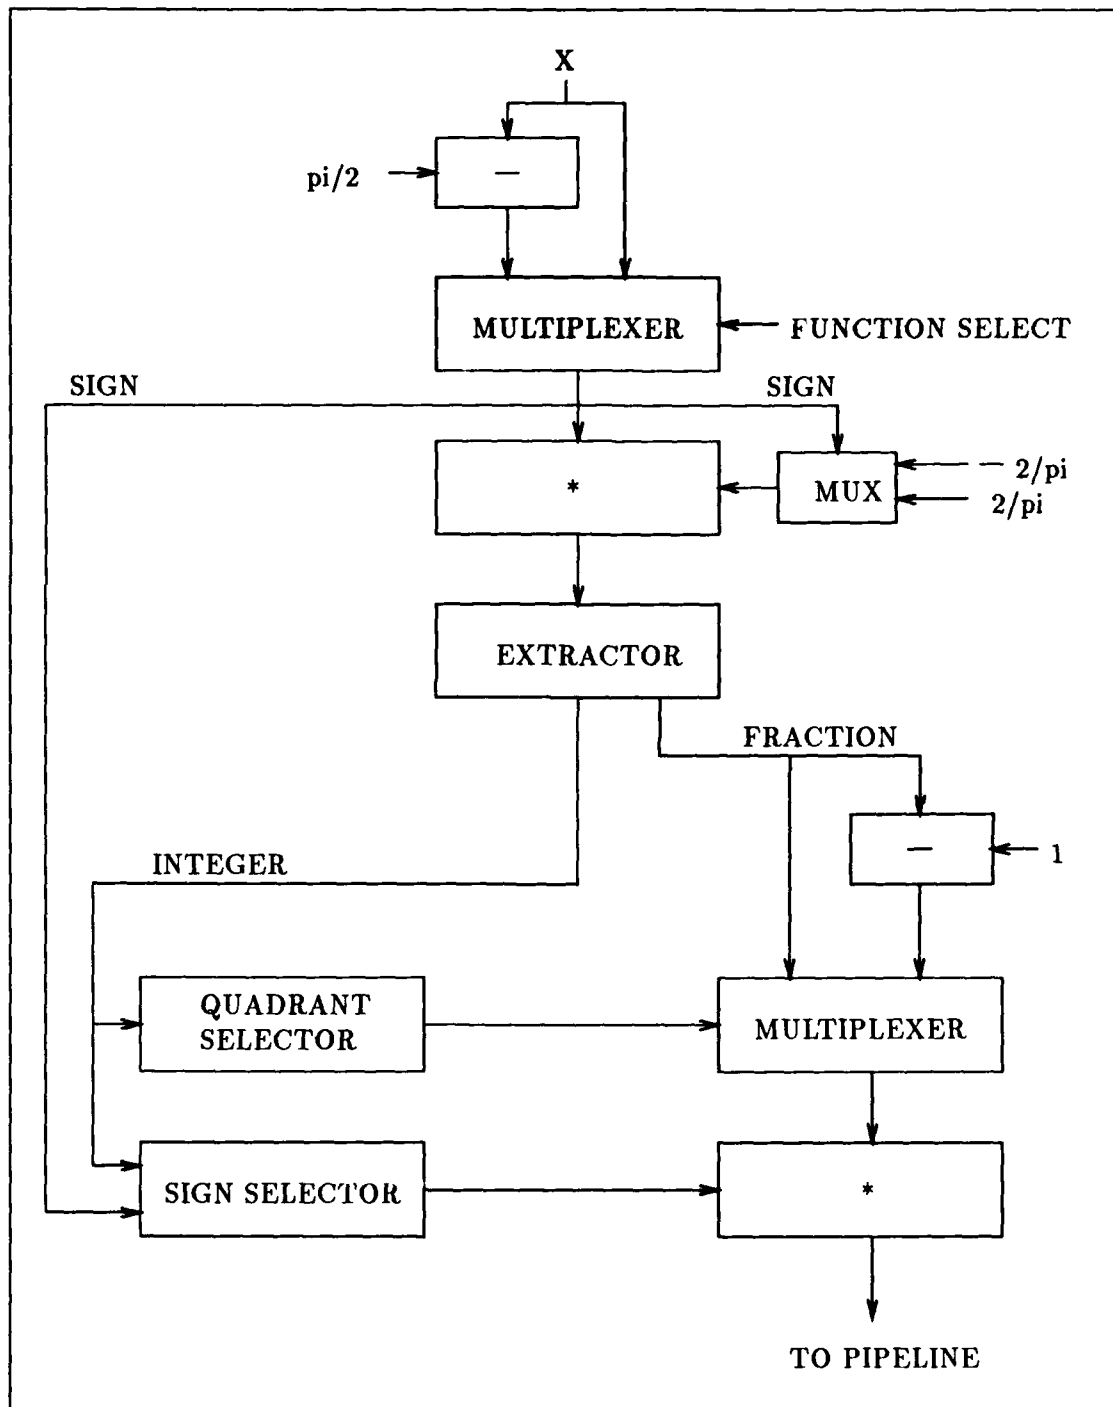 X
pi/2
—
MULTIPLEXER
FUNCTION SELECT
SIGN
SIGN
*
MUX
— 2/pi
2/pi
EXTRACTOR
FRACTION
—
1
INTEGER
QUADRANT
SELECTOR
MULTIPLEXER
SIGN SELECTOR
*
TO PIPELINE